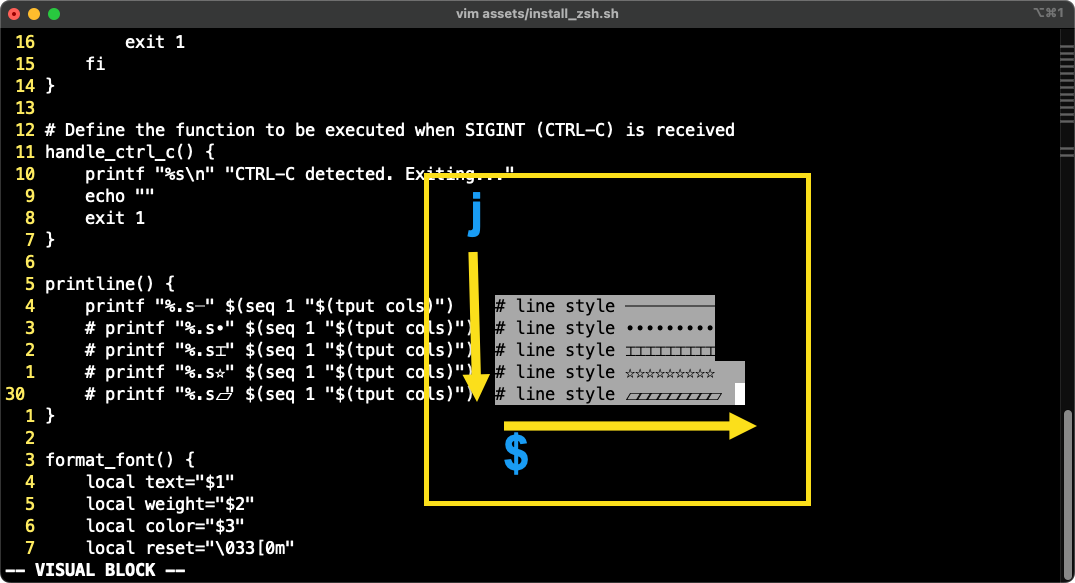 vim assets/install_zsh.sh
⌥⌘1
16         exit 1
15     fi
14 }
13
12 # Define the function to be executed when SIGINT (CTRL-C) is received
11 handle_ctrl_c() {
10     printf "%s\n" "CTRL-C detected. Exiting..."
9     echo ""
8     exit 1
7 }
6
5 printline() {
4     printf "%.s─" $(seq 1 "$(tput cols)")    # line style ─────────
3     # printf "%.s•" $(seq 1 "$(tput cols)")  # line style •••••••••
2     # printf "%.s⌶" $(seq 1 "$(tput cols)")  # line style ⌶⌶⌶⌶⌶⌶⌶⌶⌶
1     # printf "%.s☆" $(seq 1 "$(tput cols)")  # line style ☆☆☆☆☆☆☆☆☆
30     # printf "%.s▱" $(seq 1 "$(tput cols)")  # line style ▱▱▱▱▱▱▱▱▱
1 }
2
3 format_font() {
4     local text="$1"
5     local weight="$2"
6     local color="$3"
7     local reset="\033[0m"
-- VISUAL BLOCK --
j
$